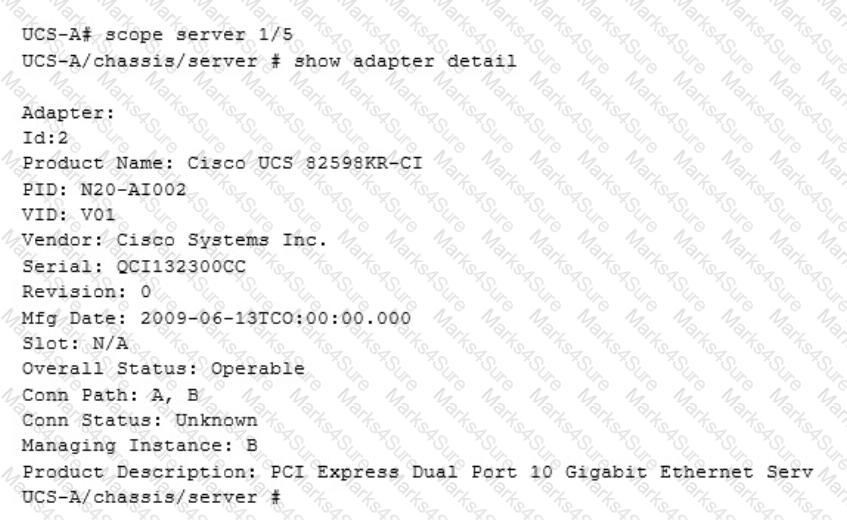 UCS-A# scope server 1/5
UCS-A/chassis/server # show adapter detail
Adapter:
Id:2
Product Name: Cisco UCS 82598KR-CI
PID: N20-AI002
VID: V01
Vendor: Cisco Systems Inc.
Serial: QCI132300CC
Revision: 0
Mfg Date: 2009-06-13TCO:00:00.000
Slot: N/A
Overall Status: Operable
Conn Path: A, B
Conn Status: Unknown
Managing Instance: B
Product Description: PCI Express Dual Port 10 Gigabit Ethernet Serv
UCS-A/chassis/server #